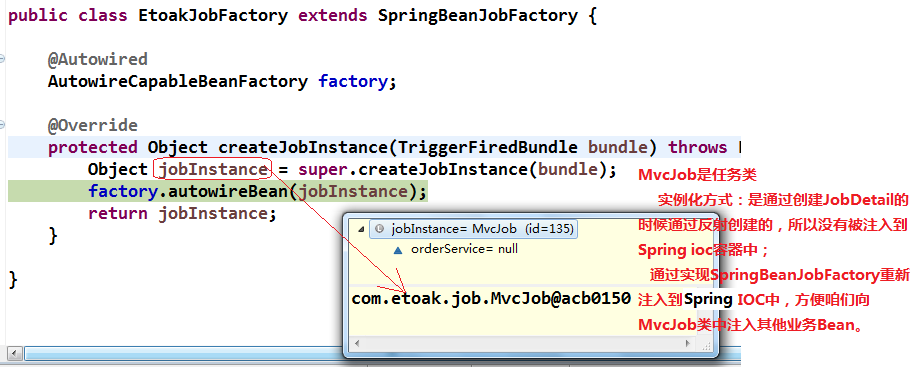 public class EtoakJobFactory extends SpringBeanJobFactory {
@Autowired
AutowireCapableBeanFactory factory;
@Override
protected Object createJobInstance(TriggerFiredBundle bundle) throws
Object jobInstance = super.createJobInstance(bundle);
factory.autowireBean(jobInstance);
return jobInstance;
}
}
jobInstance= MvcJob (id=135)
orderService= null
com.etoak.job.MvcJob@acb0150
MvcJob是任务类
实例化方式：是通过创建JobDetail的
时候通过反射创建的，所以没有被注入到
Spring ioc容器中；
通过实现SpringBeanJobFactory重新
注入到Spring IOC中，方便咱们向
MvcJob类中注入其他业务Bean。